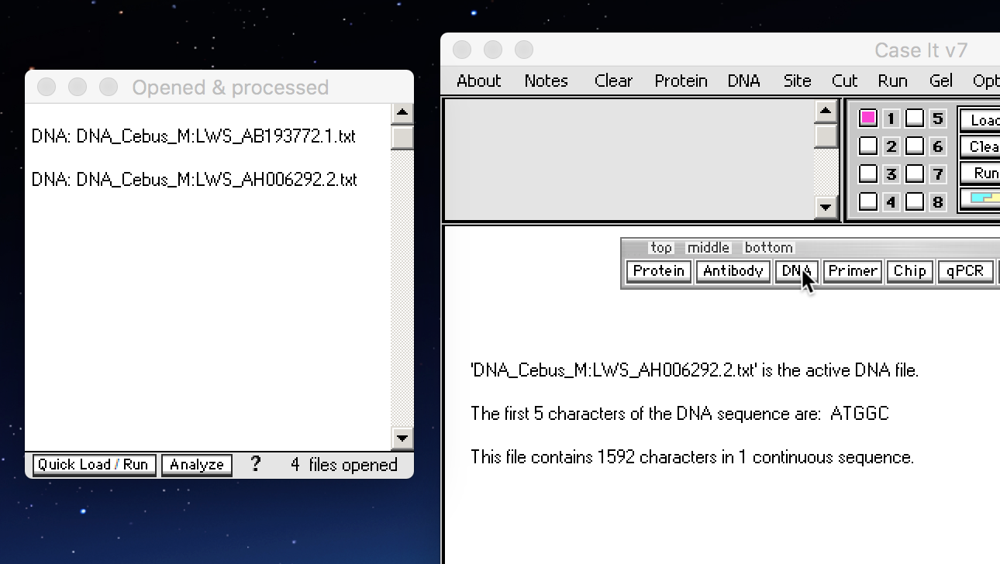 Opened & processed
DNA: DNA_Cebus_M:LWS_AB193772.1.txt
DNA: DNA_Cebus_M:LWS_AH006292.2.txt
Quick Load / Run Analyze ? 4 files opened
Case It v7
About Notes Clear Protein DNA Site Cut Run Gel Opt
1 5 Load
2 6 Clea
3 7 Run
4 8
top middle bottom
Protein Antibody DNA Primer Chip qPCR
'DNA_Cebus_M:LWS_AH006292.2.txt' is the active DNA file.
The first 5 characters of the DNA sequence are: ATGGC
This file contains 1592 characters in 1 continuous sequence.